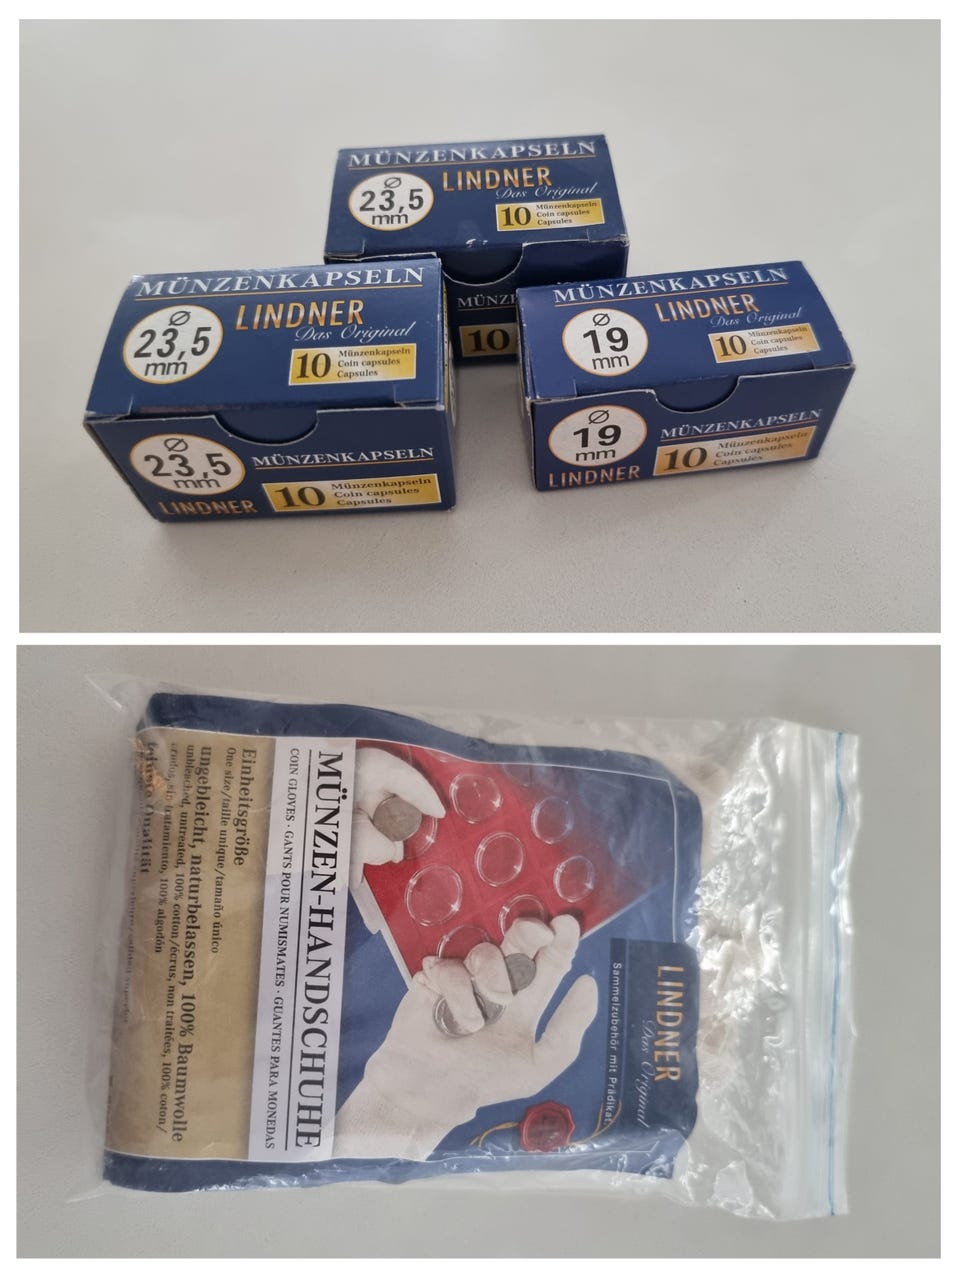 MÜNZENKAPSELN
Ø
23,5
mm
LINDNER
Das Original
10
Münzenkapseln
Coin capsules
Capsules
10
MÜNZENKAPSELN
Ø
23,5
mm
LINDNER
Das Original
10
Münzenkapseln
Coin capsules
Capsules
Ø
23,5
mm
LINDNER
MÜNZENKAPSELN
10
Münzenkapseln
Coin capsules
Capsules
MÜNZENKAPSELN
Ø
19
mm
LINDNER
Das Original
10
Münzenkapseln
Coin capsules
Capsules
Ø
19
mm
LINDNER
MÜNZENKAPSELN
10
Münzenkapseln
Coin capsules
Capsules
LINDNER
Das Original
Sammelzubehör mit Prädikat
MÜNZEN-HANDSCHUHE
COIN GLOVES · GANTS POUR NUMISMATES · GUANTES PARA MONEDAS
Einheitsgröße
One size/taille unique/tamaño único
ungebleicht, naturbelassen, 100% Baumwolle
unbleached, untreated, 100% cotton/écrus, non traitées, 100% coton/
crudos, sin tratamiento, 100% algodón